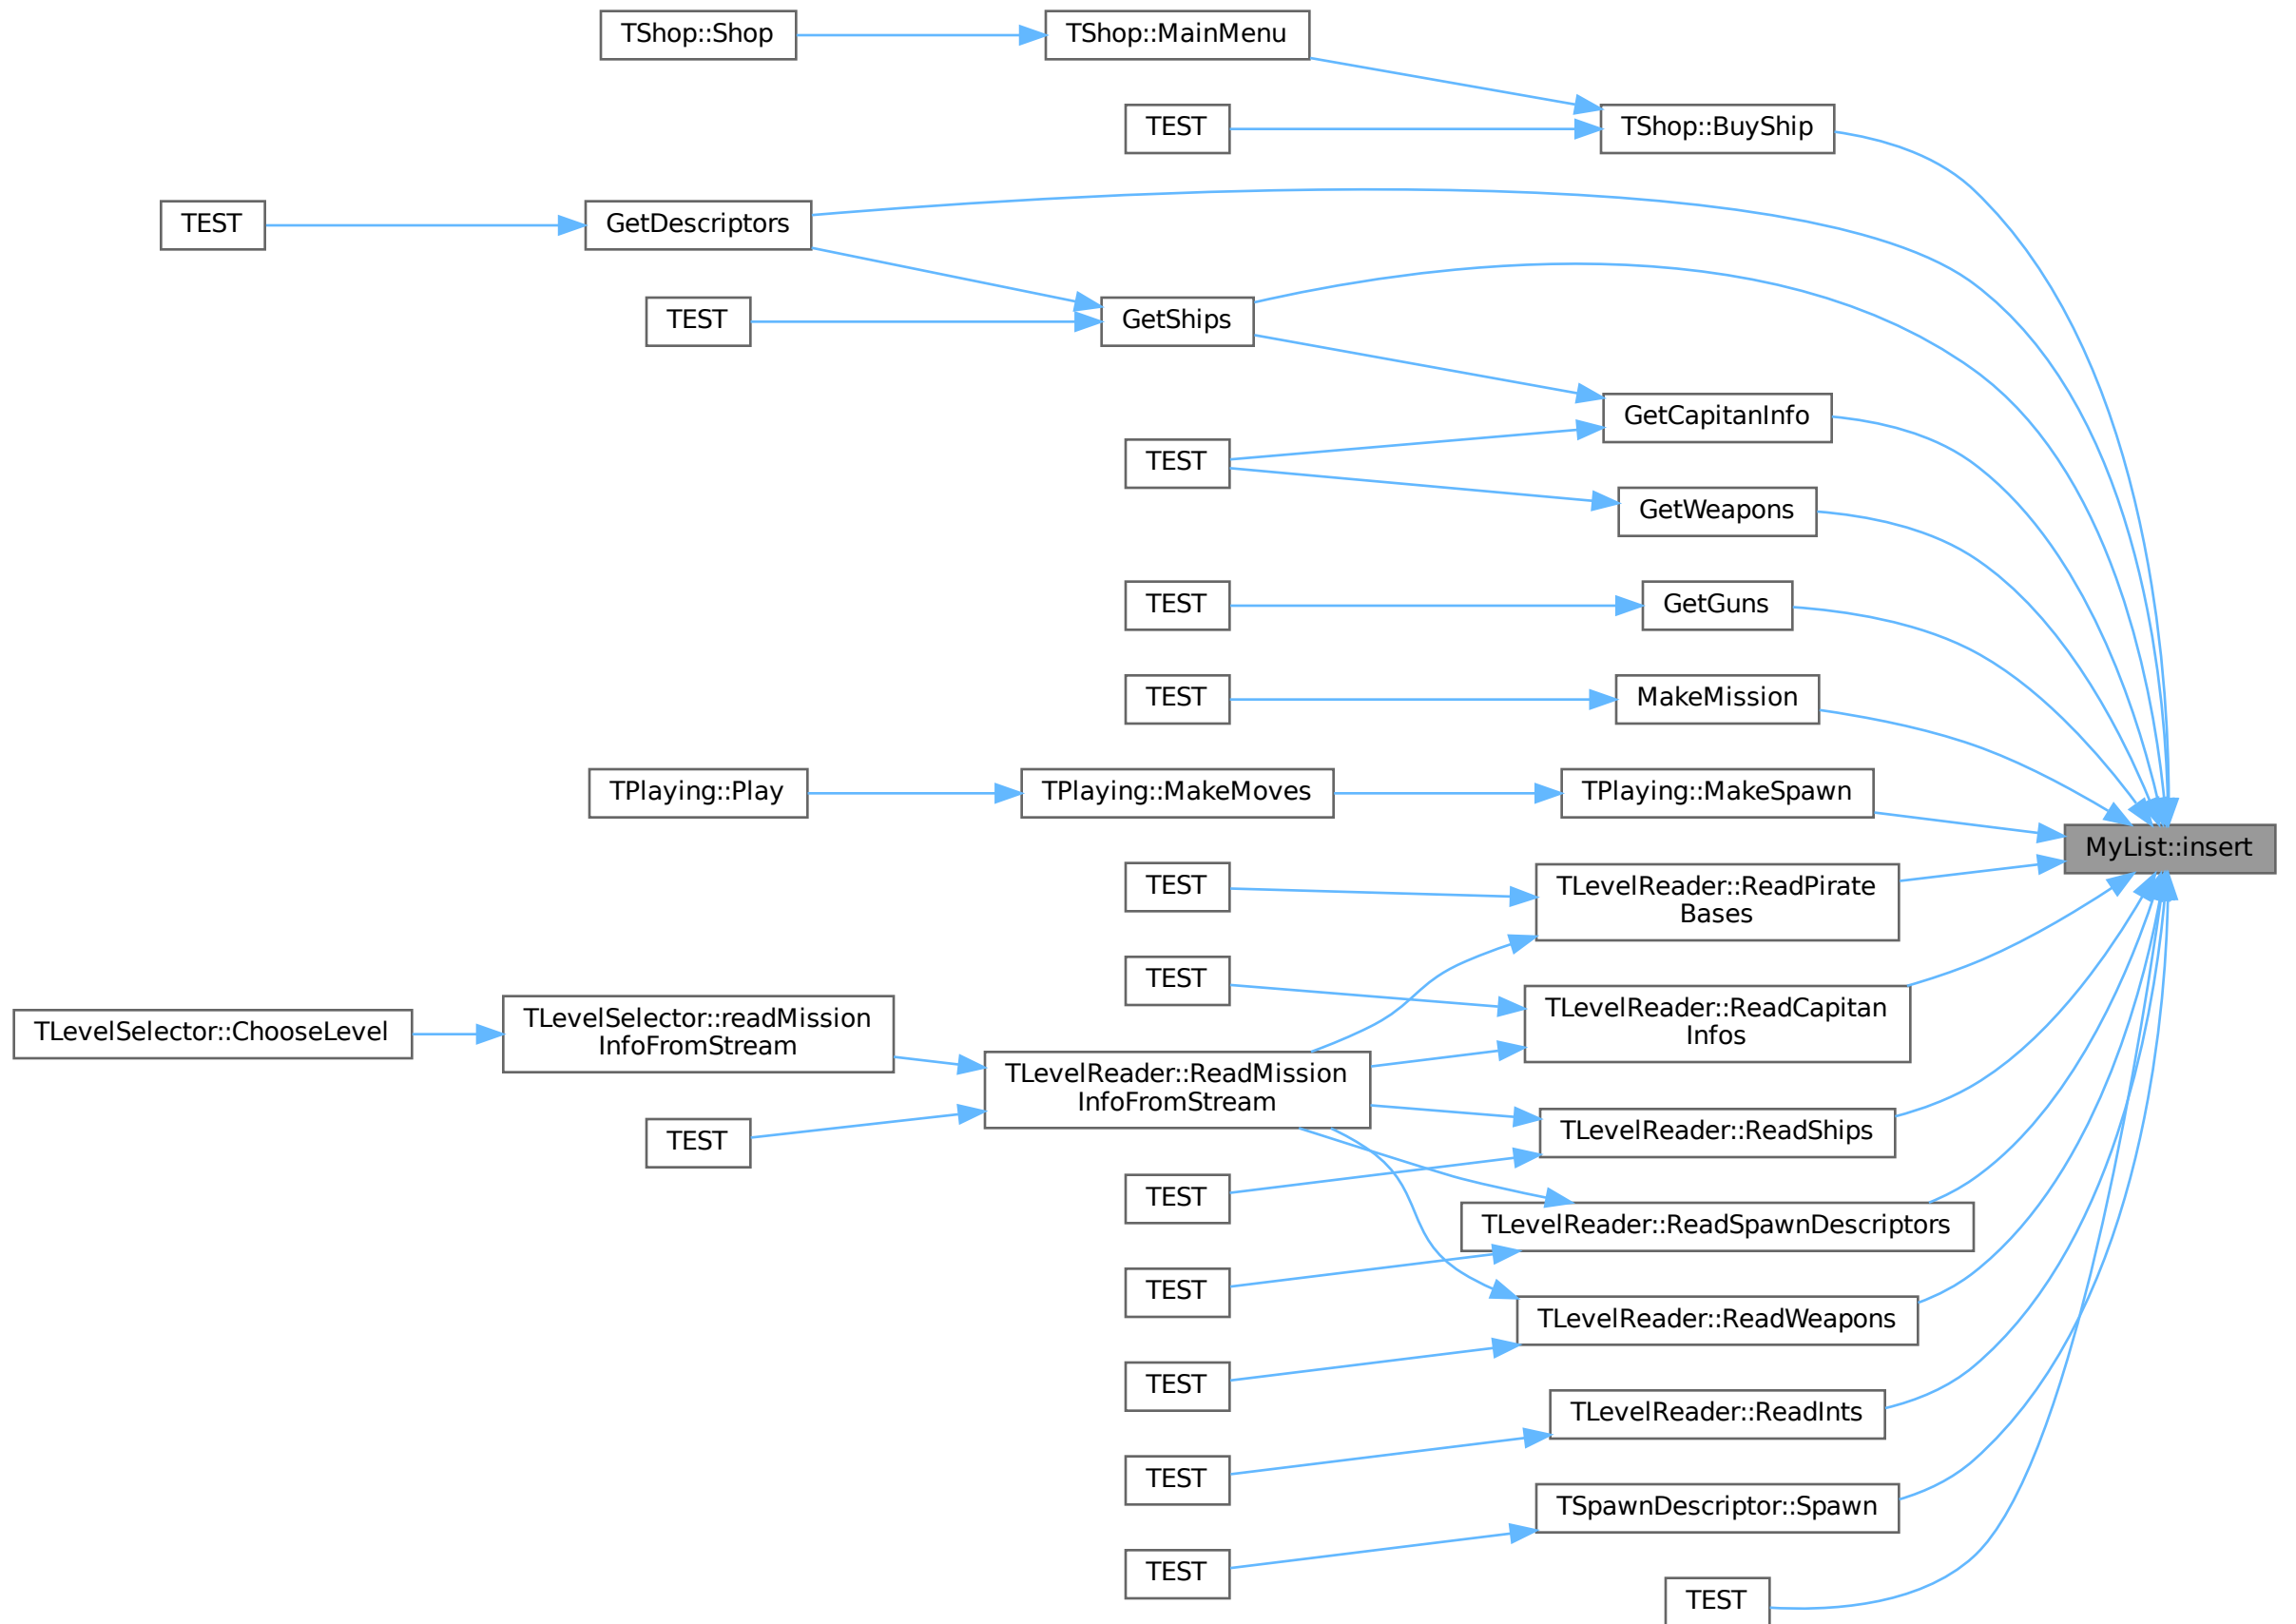 TShop::Shop
TShop::MainMenu
TEST
TShop::BuyShip
TEST
GetDescriptors
TEST
GetShips
GetCapitanInfo
TEST
GetWeapons
TEST
GetGuns
TEST
MakeMission
TPlaying::Play
TPlaying::MakeMoves
TPlaying::MakeSpawn
MyList::insert
TEST
TLevelReader::ReadPirate
Bases
TEST
TLevelReader::ReadCapitan
Infos
TLevelSelector::ChooseLevel
TLevelSelector::readMission
InfoFromStream
TLevelReader::ReadMission
InfoFromStream
TEST
TLevelReader::ReadShips
TEST
TLevelReader::ReadSpawnDescriptors
TEST
TLevelReader::ReadWeapons
TEST
TLevelReader::ReadInts
TEST
TSpawnDescriptor::Spawn
TEST
TEST